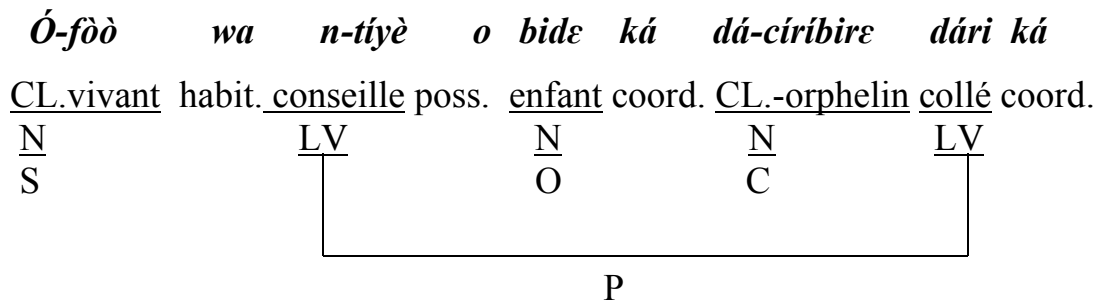 Ó-fòò wa n-tíyè o bidɛ ká dá-círíbirɛ dári ká
CL.vivant habit. conseille poss. enfant coord. CL.-orphelin collé coord.
N LV N N LV
S O C
P